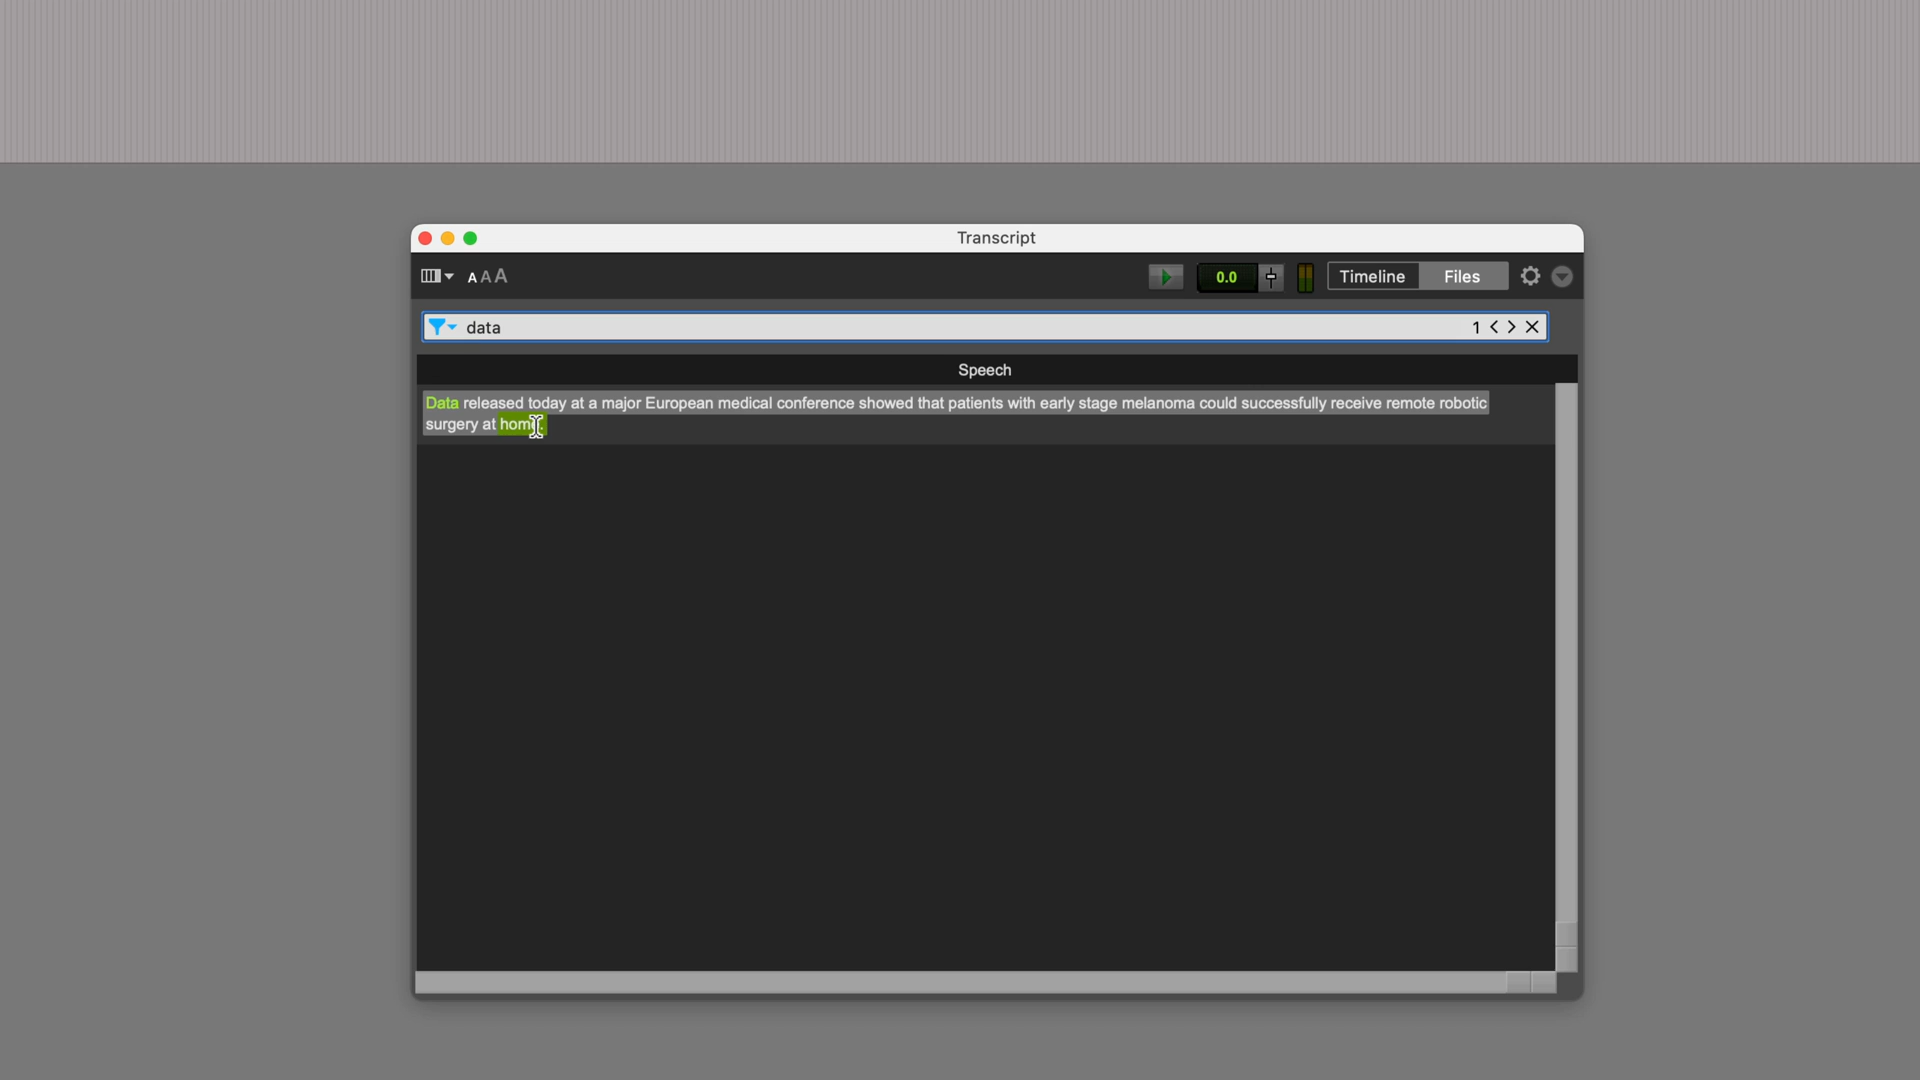 Transcript
A A A
0.0
Timeline
Files
data
1
Speech
Data released today at a major European medical conference showed that patients with early stage melanoma could successfully receive remote robotic
surgery at home.